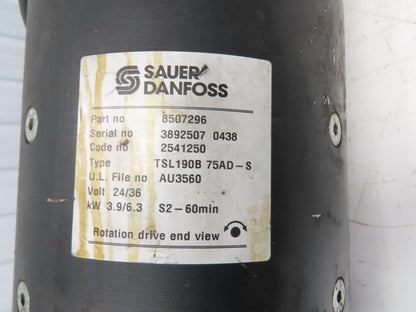 SAUER
DANFOSS
Part no 8507296
Serial no 3892507 0438
Code no 2541250
Type TSL190B 75AD-S
U.L. File no AU3560
Volt 24/36
kW 3.9/6.3 S2-60min
Rotation drive end view